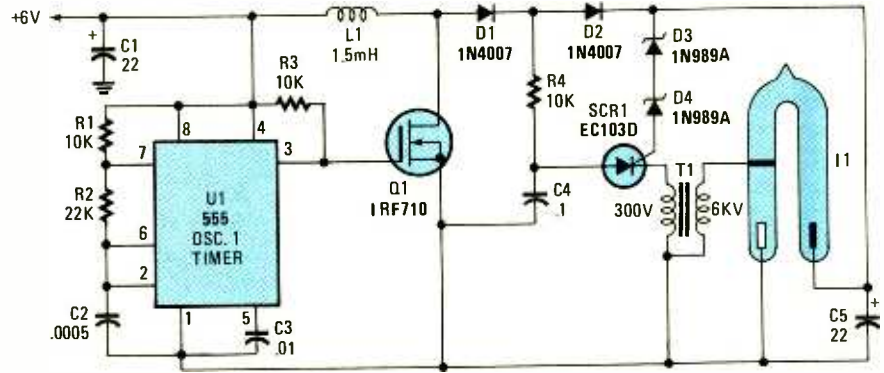 +6V
+
C1
22
L1
1.5mH
D1
1N4007
D2
1N4007
D3
1N989A
D4
1N989A
R3
10K
R4
10K
SCR1
EC103D
R1
10K
8
4
7
3
R2
22K
U1
555
OSC. 1
TIMER
6
2
1
5
C2
.0005
C3
.01
Q1
IRF710
C4
.1
T1
300V
6KV
I1
+
C5
22